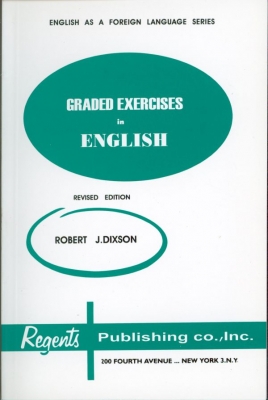 ENGLISH AS A FOREIGN LANGUAGE SERIES
GRADED EXERCISES
in
ENGLISH
REVISED EDITION
ROBERT J.DIXSON
Regents Publishing co.,Inc.
200 FOURTH AVENUE ... NEW YORK 3.N.Y